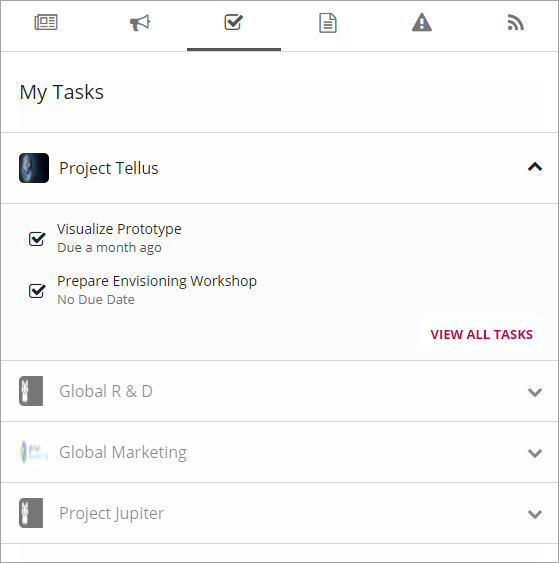 My Tasks
Project Tellus
Visualize Prototype
Due a month ago
Prepare Envisioning Workshop
No Due Date
VIEW ALL TASKS
Global R & D
Global Marketing
Project Jupiter